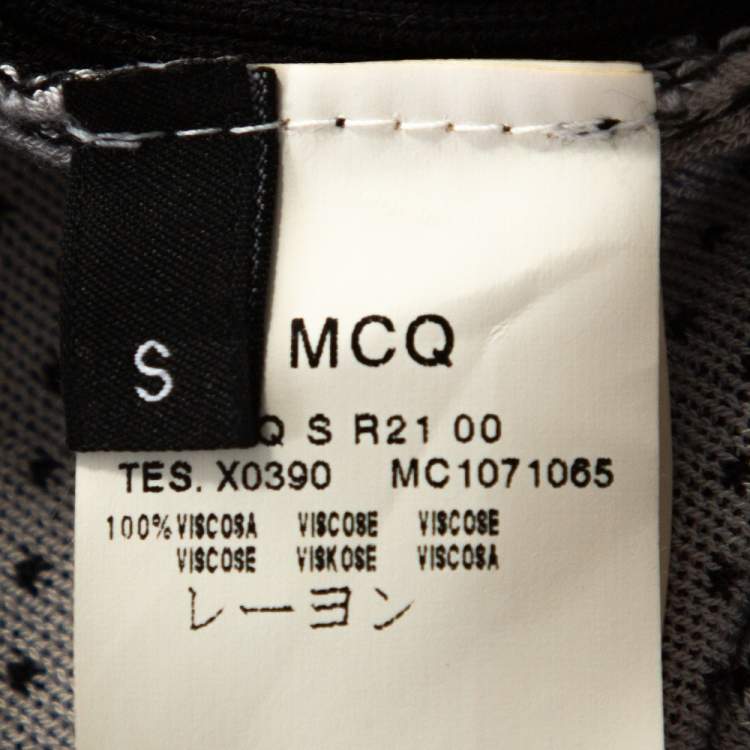 S
MCQ
Q S R21 00
TES. X0390 MC1071065
100% VISCOSA VISCOSE VISCOSE
VISCOSE VISKOSE VISCOSA
レーヨン